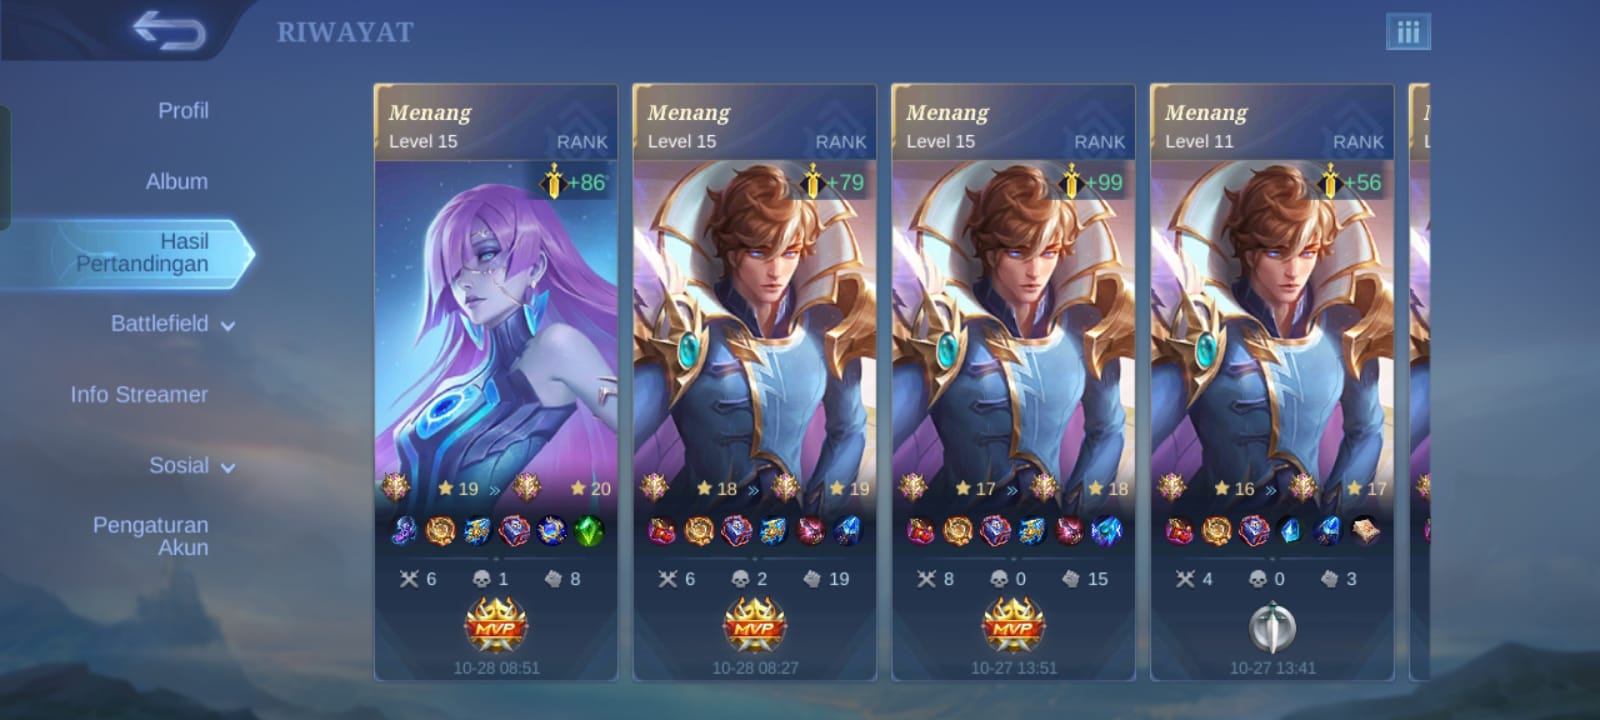 RIWAYAT
Profil
Album
Hasil
Pertandingan
Battlefield
Info Streamer
Sosial
Pengaturan
Akun
Menang
Level 15 RANK
+86
19 » 20
6 1 8
MVP
10-28 08:51
Menang
Level 15 RANK
+79
18 » 19
6 2 19
MVP
10-28 08:27
Menang
Level 15 RANK
+99
17 » 18
8 0 15
MVP
10-27 13:51
Menang
Level 11 RANK
+56
16 » 17
4 0 3
10-27 13:41